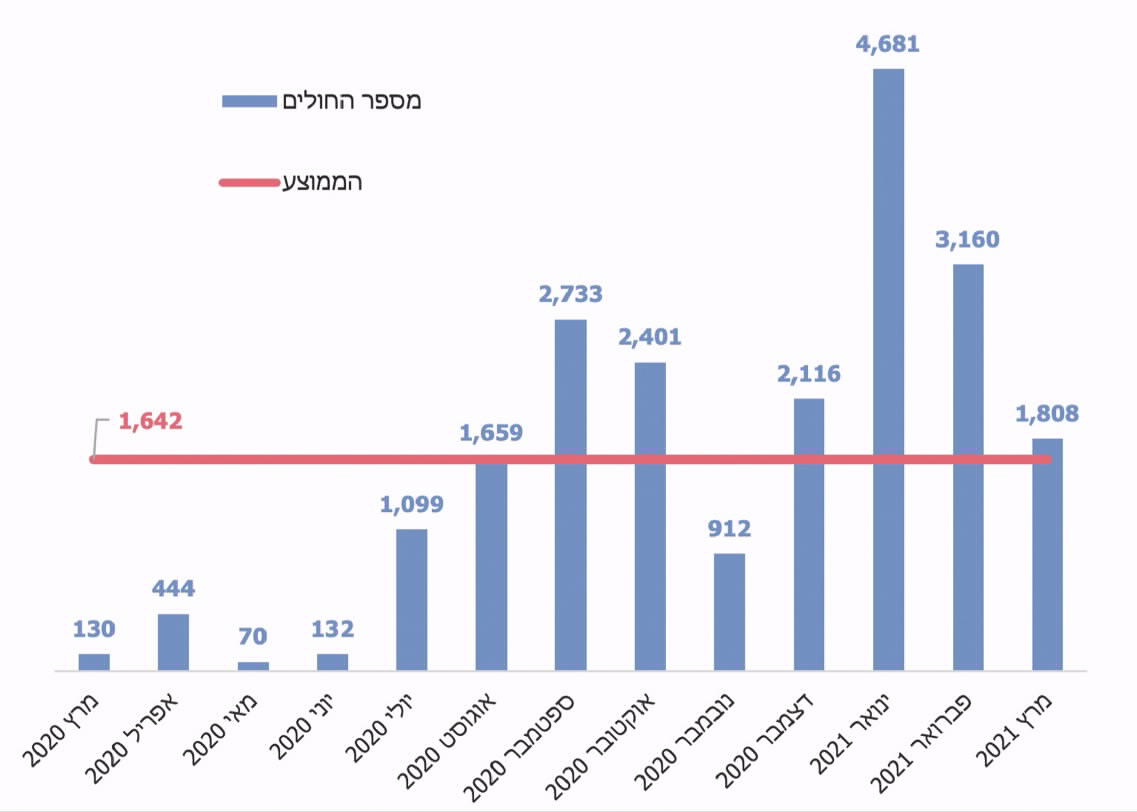 4,681
מספר החולים
הממוצע
3,160
2,733
2,401
2,116
1,808
1,642
1,659
1,099
912
444
130
70
132
מרץ 2020
אפריל 2020
מאי 2020
יוני 2020
יולי 2020
אוגוסט 2020
ספטמבר 2020
אוקטובר 2020
נובמבר 2020
דצמבר 2020
ינואר 2021
פברואר 2021
מרץ 2021